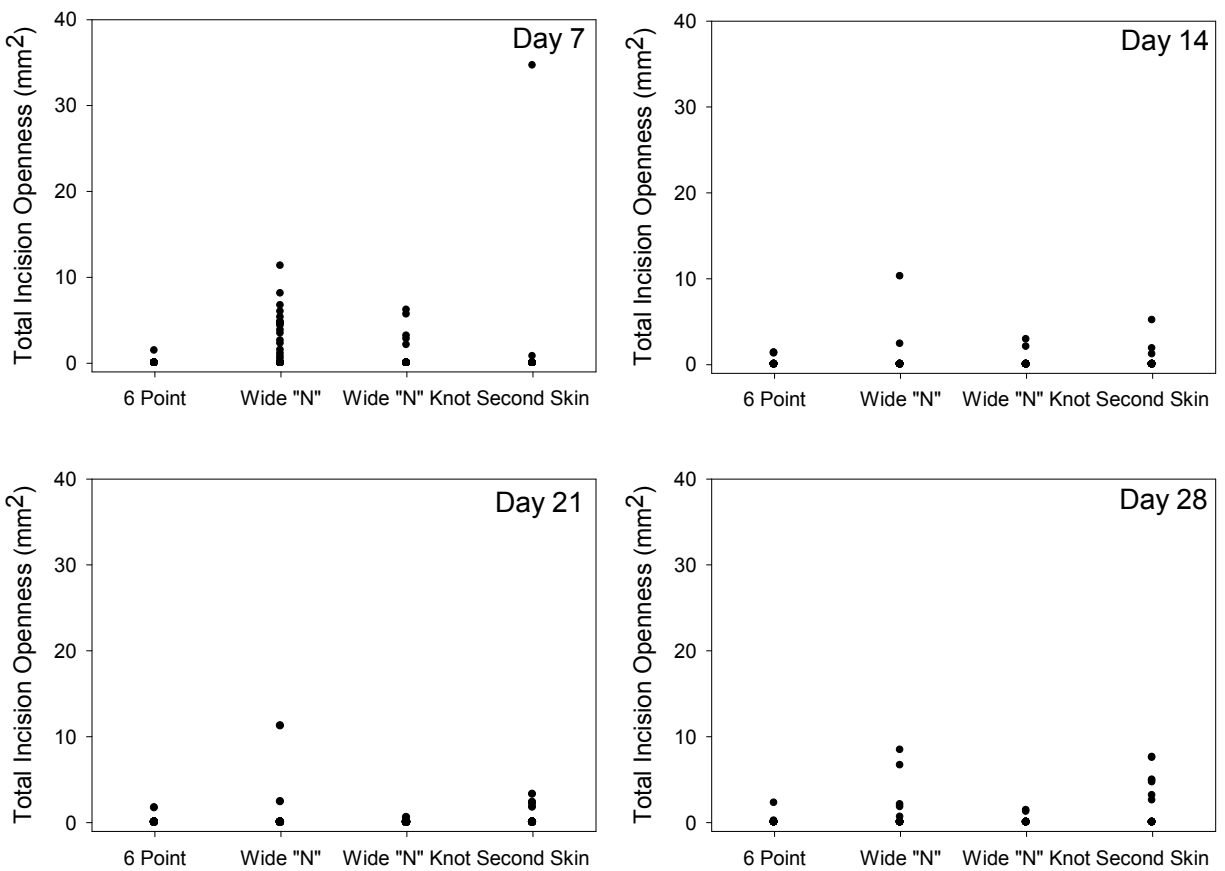 Total Incision Openness (mm²)
40
30
20
10
0
Day 7
6 Point Wide "N" Wide "N" Knot Second Skin
Total Incision Openness (mm²)
40
30
20
10
0
Day 14
6 Point Wide "N" Wide "N" Knot Second Skin
Total Incision Openness (mm²)
40
30
20
10
0
Day 21
6 Point Wide "N" Wide "N" Knot Second Skin
Total Incision Openness (mm²)
40
30
20
10
0
Day 28
6 Point Wide "N" Wide "N" Knot Second Skin